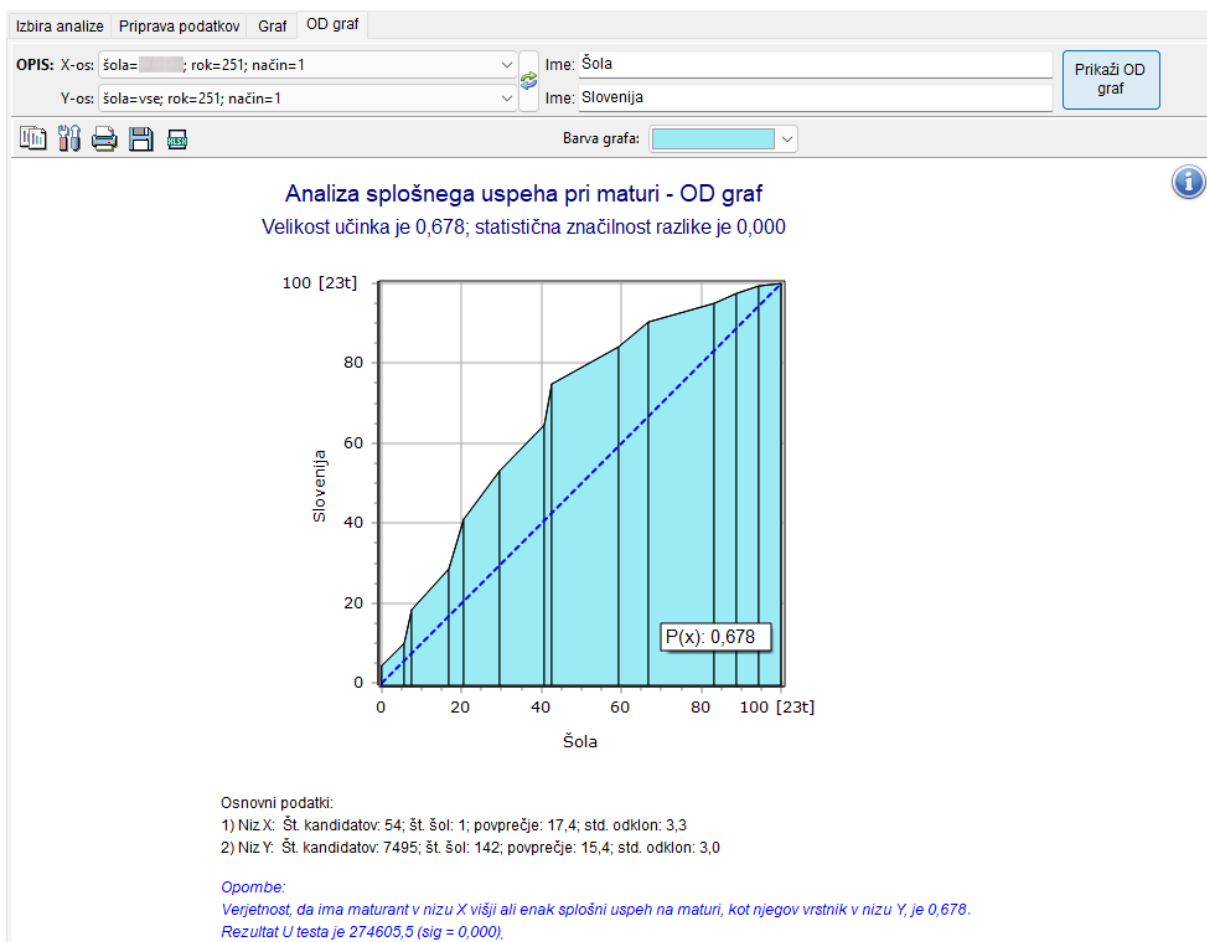 Izbira analize Priprava podatkov Graf OD graf
OPIS: X-os: šola= ; rok=251; način=1 Ime: Šola
Prikaži OD graf
Y-os: šola=vse; rok=251; način=1 Ime: Slovenija
XLSX Barva grafa:
Analiza splošnega uspeha pri maturi - OD graf
Velikost učinka je 0,678; statistična značilnost razlike je 0,000
100 [23t]
80
60
40
20
0
Slovenija
P(x): 0,678
0 20 40 60 80 100 [23t]
Šola
Osnovni podatki:
1) Niz X: Št. kandidatov: 54; št. šol: 1; povprečje: 17,4; std. odklon: 3,3
2) Niz Y: Št. kandidatov: 7495; št. šol: 142; povprečje: 15,4; std. odklon: 3,0
Opombe:
Verjetnost, da ima maturant v nizu X višji ali enak splošni uspeh na maturi, kot njegov vrstnik v nizu Y, je 0,678.
Rezultat U testa je 274605,5 (sig = 0,000).